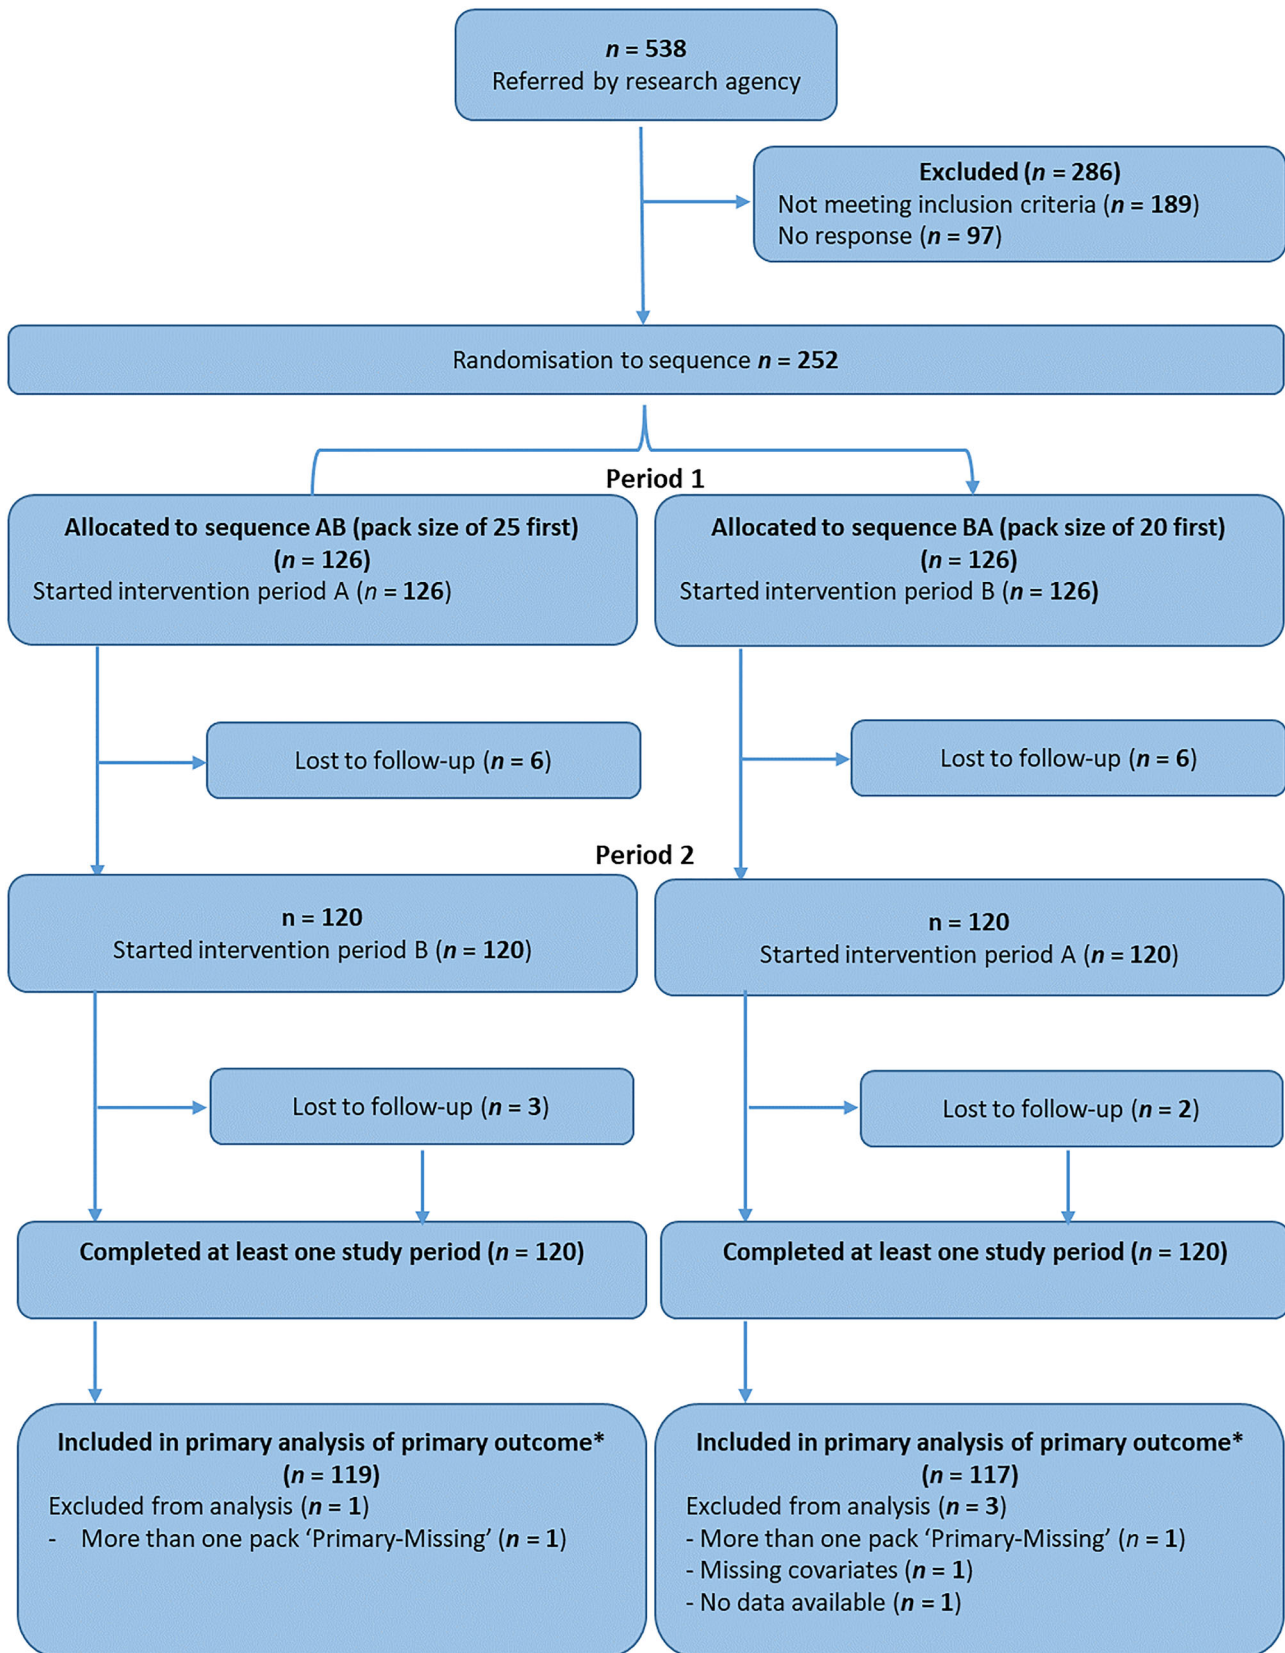 n = 538
Referred by research agency
Excluded (n = 286)
Not meeting inclusion criteria (n = 189)
No response (n = 97)
Randomisation to sequence n = 252
Period 1
Allocated to sequence AB (pack size of 25 first)
(n = 126)
Started intervention period A (n = 126)
Allocated to sequence BA (pack size of 20 first)
(n = 126)
Started intervention period B (n = 126)
Lost to follow-up (n = 6)
Lost to follow-up (n = 6)
Period 2
n = 120
Started intervention period B (n = 120)
n = 120
Started intervention period A (n = 120)
Lost to follow-up (n = 3)
Lost to follow-up (n = 2)
Completed at least one study period (n = 120)
Completed at least one study period (n = 120)
Included in primary analysis of primary outcome*
(n = 119)
Excluded from analysis (n = 1)
- More than one pack ‘Primary-Missing’ (n = 1)
Included in primary analysis of primary outcome*
(n = 117)
Excluded from analysis (n = 3)
- More than one pack ‘Primary-Missing’ (n = 1)
- Missing covariates (n = 1)
- No data available (n = 1)